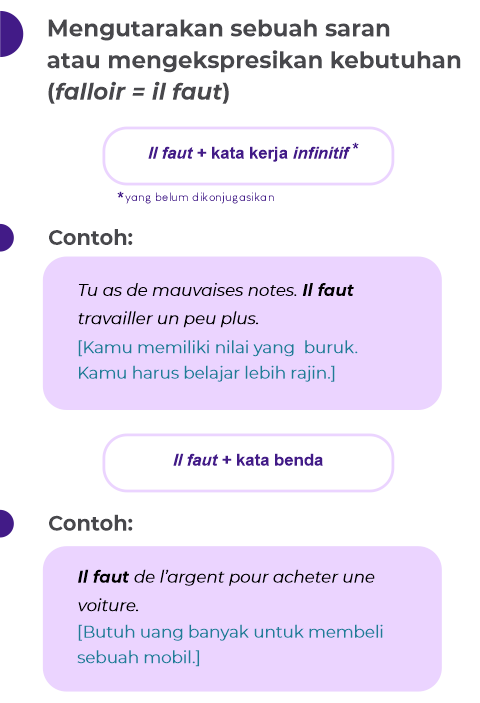 Mengutarakan sebuah saran
atau mengekspresikan kebutuhan
(falloir = il faut)
Il faut + kata kerja infinitif*
*yang belum dikonjugasikan
Contoh:
Tu as de mauvaises notes. Il faut
travailler un peu plus.
[Kamu memiliki nilai yang buruk.
Kamu harus belajar lebih rajin.]
Il faut + kata benda
Contoh:
Il faut de l’argent pour acheter une
voiture.
[Butuh uang banyak untuk membeli
sebuah mobil.]